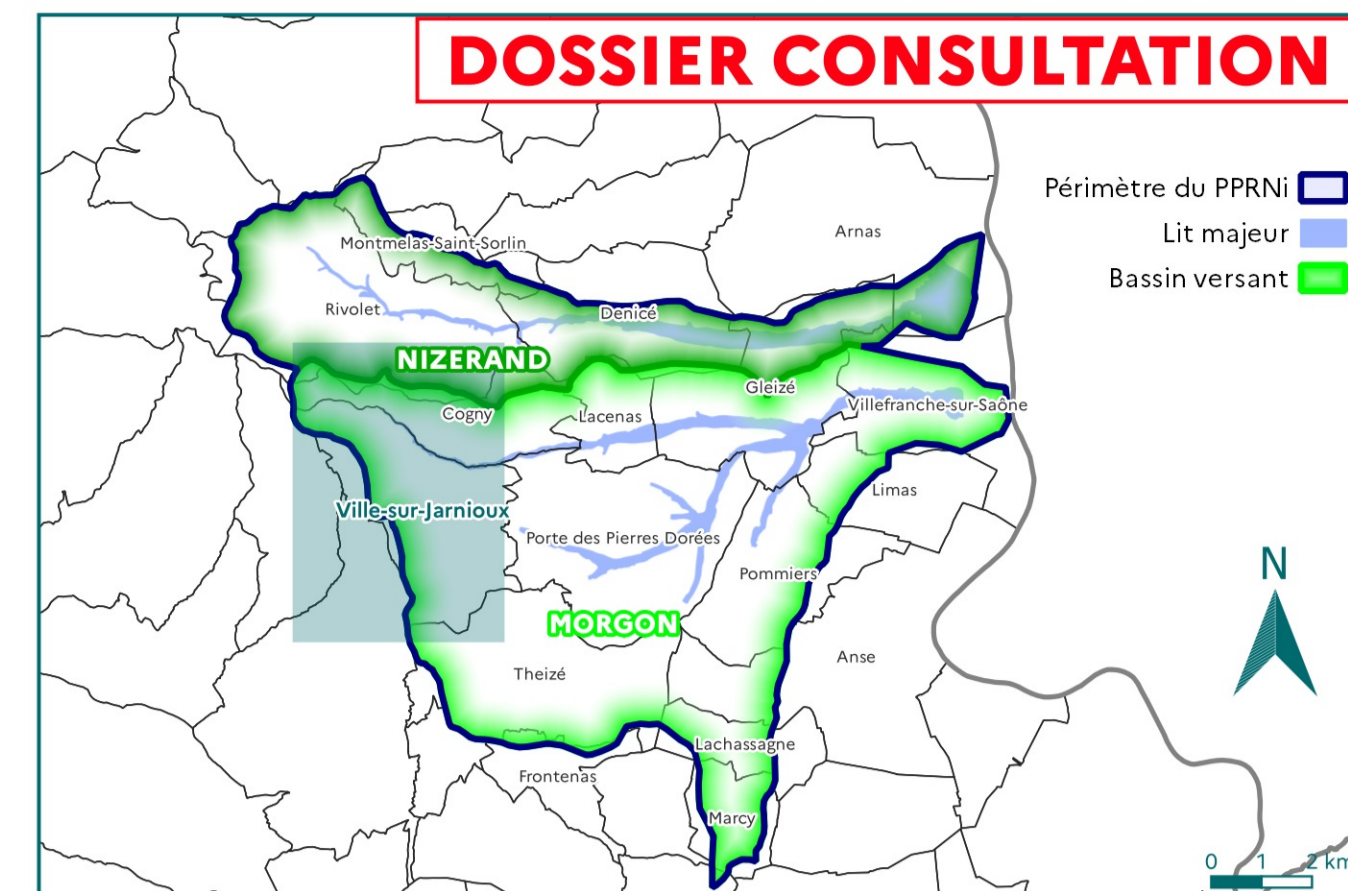 DOSSIER CONSULTATION
Périmètre du PPRNi
Lit majeur
Bassin versant
Arnas
Montmelas-Saint-Sorlin
Rivolet
Denicé
NIZERAND
Gleizé
Cogny
Lacenas
Villefranche-sur-Saône
Limas
Ville-sur-Jarnioux
Porte des Pierres Dorées
Pommiers
N
MORGON
Anse
Theizé
Lachassagne
Frontenas
Marcy
0 1 2 km